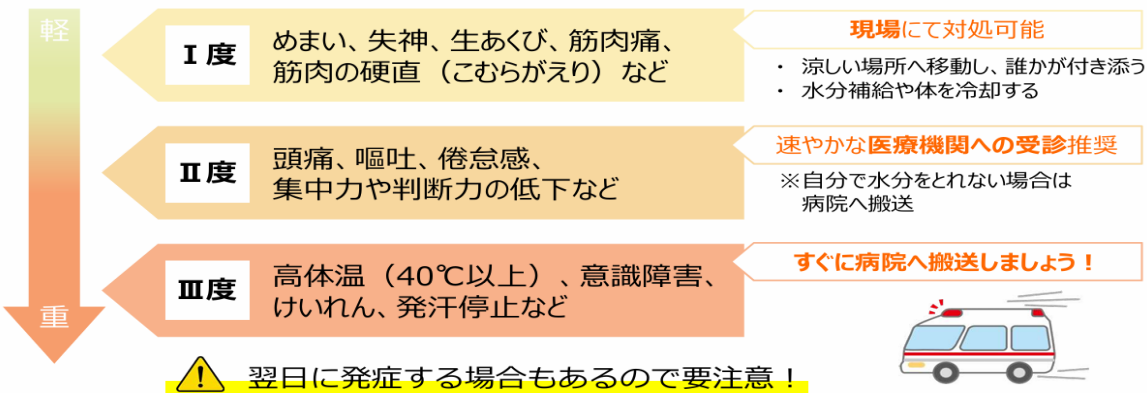 軽
Ⅰ度
めまい、失神、生あくび、筋肉痛、
筋肉の硬直（こむらがえり）など
現場にて対処可能
・ 涼しい場所へ移動し、誰かが付き添う
・ 水分補給や体を冷却する
Ⅱ度
頭痛、嘔吐、倦怠感、
集中力や判断力の低下など
速やかな医療機関への受診推奨
※自分で水分をとれない場合は
病院へ搬送
Ⅲ度
高体温（40℃以上）、意識障害、
けいれん、発汗停止など
すぐに病院へ搬送しましょう！
重
翌日に発症する場合もあるので要注意！